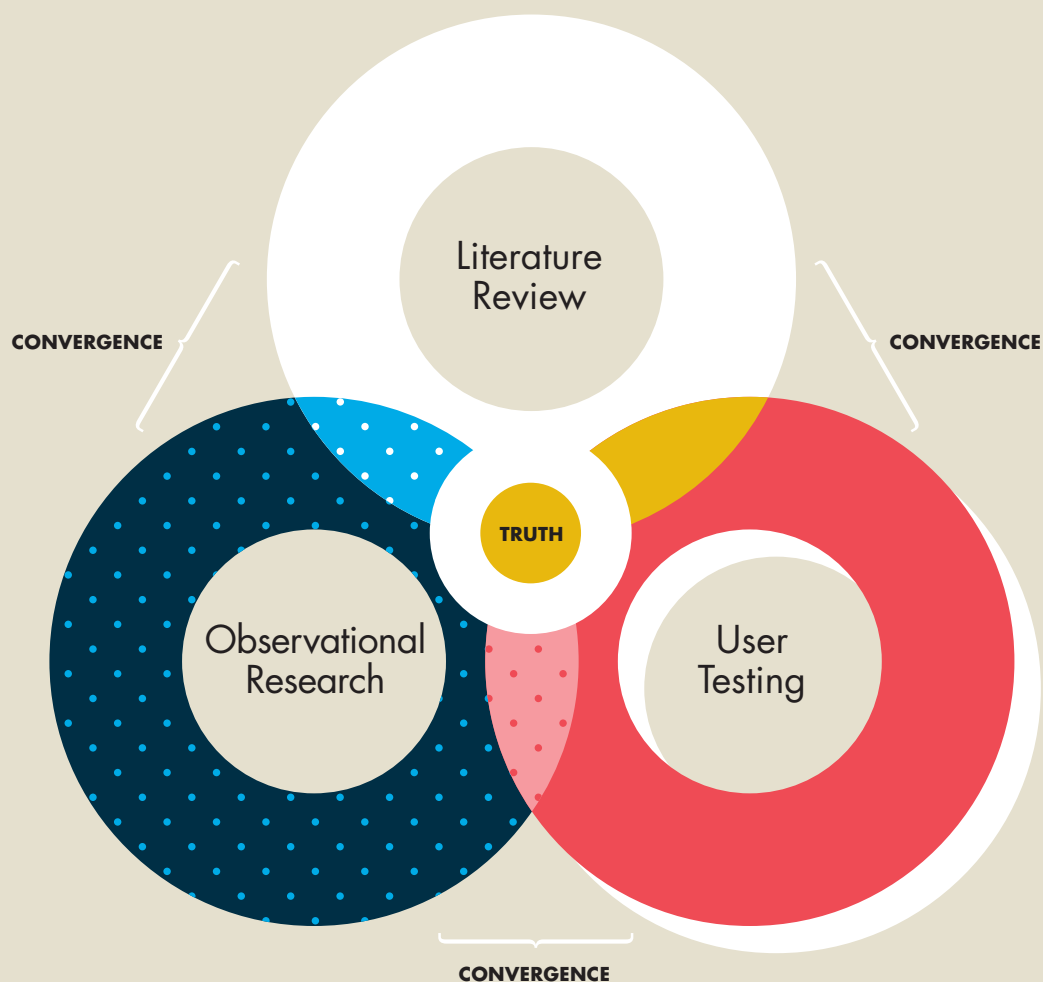 Literature
Review
CONVERGENCE
CONVERGENCE
TRUTH
Observational
Research
User
Testing
CONVERGENCE